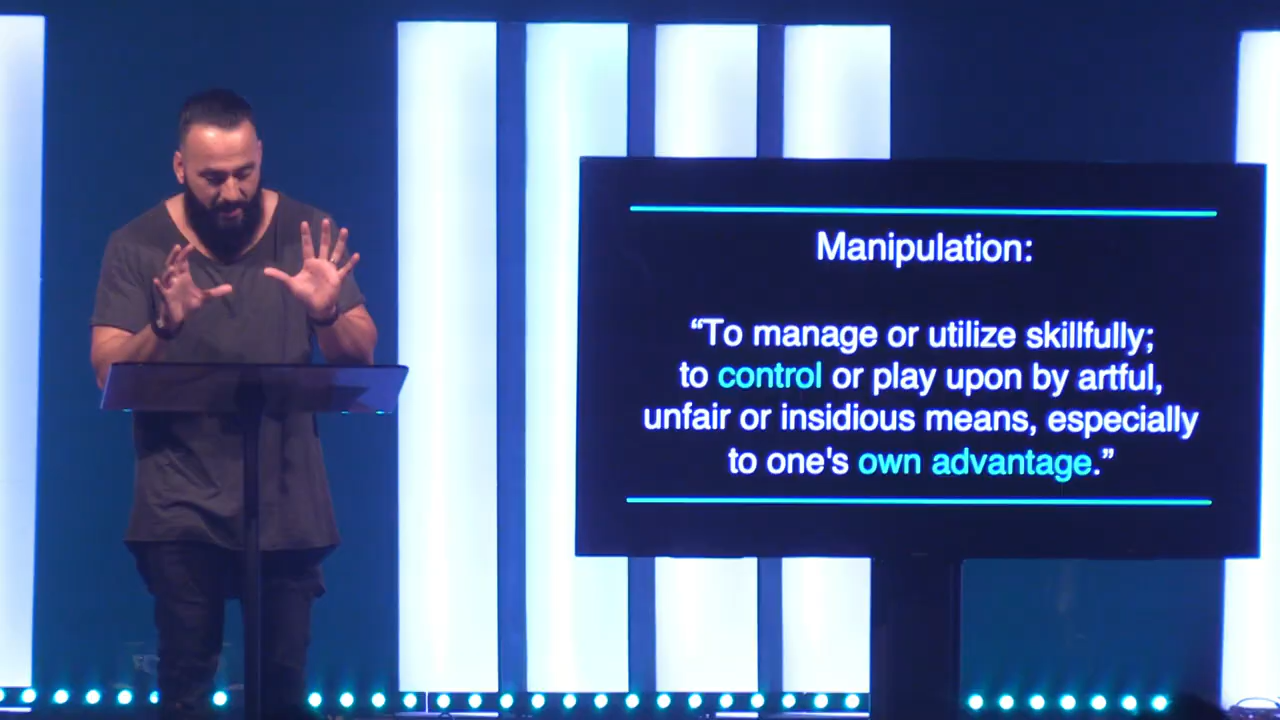 Manipulation:
“To manage or utilize skillfully;
to control or play upon by artful,
unfair or insidious means, especially
to one's own advantage.”